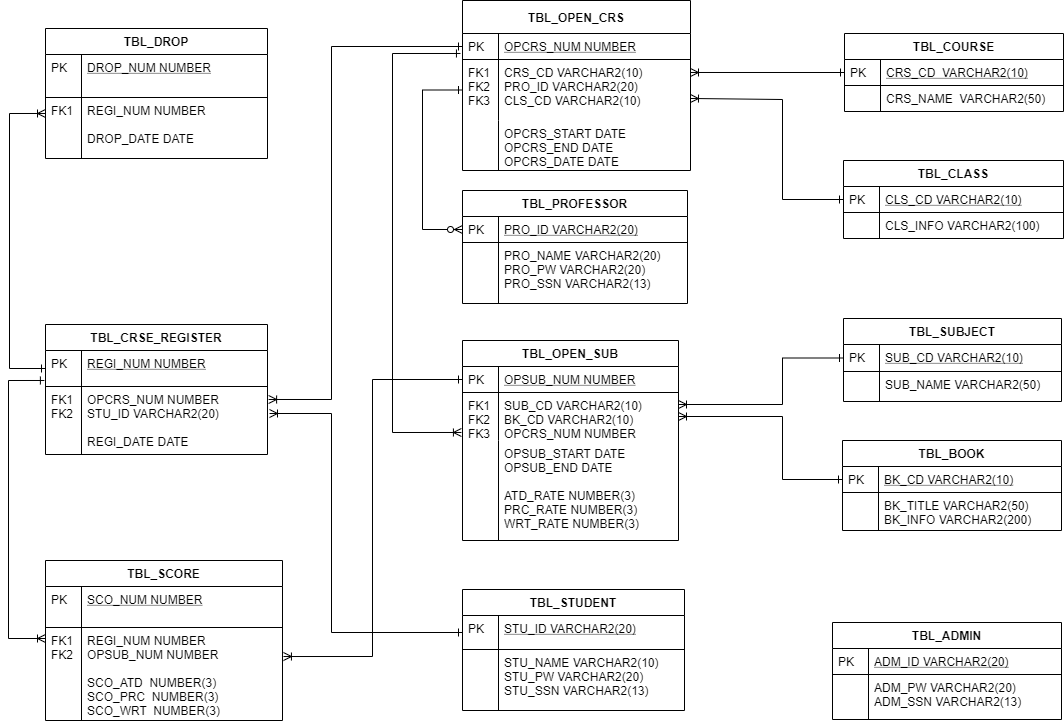 TBL_DROP
PK DROP_NUM NUMBER
FK1 REGI_NUM NUMBER
DROP_DATE DATE
TBL_CRSE_REGISTER
PK REGI_NUM NUMBER
FK1 OPCRS_NUM NUMBER
FK2 STU_ID VARCHAR2(20)
REGI_DATE DATE
TBL_SCORE
PK SCO_NUM NUMBER
FK1 REGI_NUM NUMBER
FK2 OPSUB_NUM NUMBER
SCO_ATD NUMBER(3)
SCO_PRC NUMBER(3)
SCO_WRT NUMBER(3)
TBL_OPEN_CRS
PK OPCRS_NUM NUMBER
FK1 CRS_CD VARCHAR2(10)
FK2 PRO_ID VARCHAR2(20)
FK3 CLS_CD VARCHAR2(10)
OPCRS_START DATE
OPCRS_END DATE
OPCRS_DATE DATE
TBL_PROFESSOR
PK PRO_ID VARCHAR2(20)
PRO_NAME VARCHAR2(20)
PRO_PW VARCHAR2(20)
PRO_SSN VARCHAR2(13)
TBL_OPEN_SUB
PK OPSUB_NUM NUMBER
FK1 SUB_CD VARCHAR2(10)
FK2 BK_CD VARCHAR2(10)
FK3 OPCRS_NUM NUMBER
OPSUB_START DATE
OPSUB_END DATE
ATD_RATE NUMBER(3)
PRC_RATE NUMBER(3)
WRT_RATE NUMBER(3)
TBL_STUDENT
PK STU_ID VARCHAR2(20)
STU_NAME VARCHAR2(10)
STU_PW VARCHAR2(20)
STU_SSN VARCHAR2(13)
TBL_COURSE
PK CRS_CD VARCHAR2(10)
CRS_NAME VARCHAR2(50)
TBL_CLASS
PK CLS_CD VARCHAR2(10)
CLS_INFO VARCHAR2(100)
TBL_SUBJECT
PK SUB_CD VARCHAR2(10)
SUB_NAME VARCHAR2(50)
TBL_BOOK
PK BK_CD VARCHAR2(10)
BK_TITLE VARCHAR2(50)
BK_INFO VARCHAR2(200)
TBL_ADMIN
PK ADM_ID VARCHAR2(20)
ADM_PW VARCHAR2(20)
ADM_SSN VARCHAR2(13)